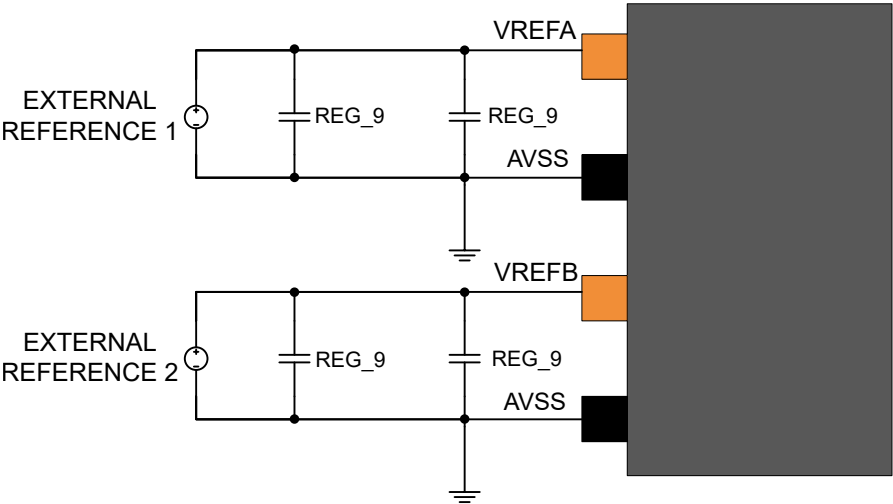 VREFA
EXTERNAL
REFERENCE 1
REG_9
REG_9
AVSS
VREFB
EXTERNAL
REFERENCE 2
REG_9
REG_9
AVSS